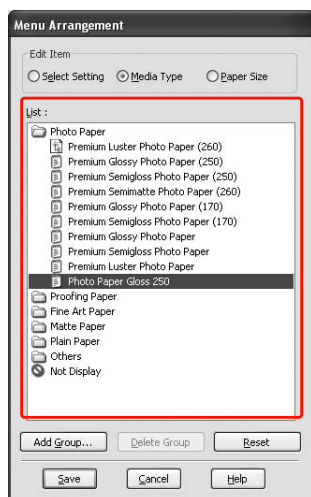 Menu Arrangement
Edit Item
Select Setting Media Type Paper Size
List :
Photo Paper
Premium Luster Photo Paper (260)
Premium Glossy Photo Paper (250)
Premium Semigloss Photo Paper (250)
Premium Semimatte Photo Paper (260)
Premium Glossy Photo Paper (170)
Premium Semigloss Photo Paper (170)
Premium Glossy Photo Paper
Premium Semigloss Photo Paper
Premium Luster Photo Paper
Photo Paper Gloss 250
Proofing Paper
Fine Art Paper
Matte Paper
Plain Paper
Others
Not Display
Add Group... Delete Group Reset
Save Cancel Help